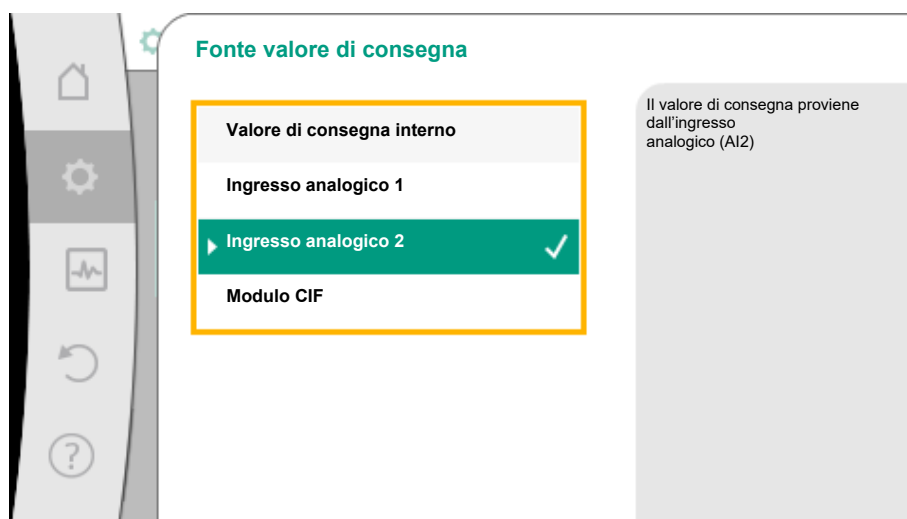 Fonte valore di consegna
Valore di consegna interno
Ingresso analogico 1
Ingresso analogico 2
Modulo CIF
Il valore di consegna proviene
dall'ingresso
analogico (AI2)
?